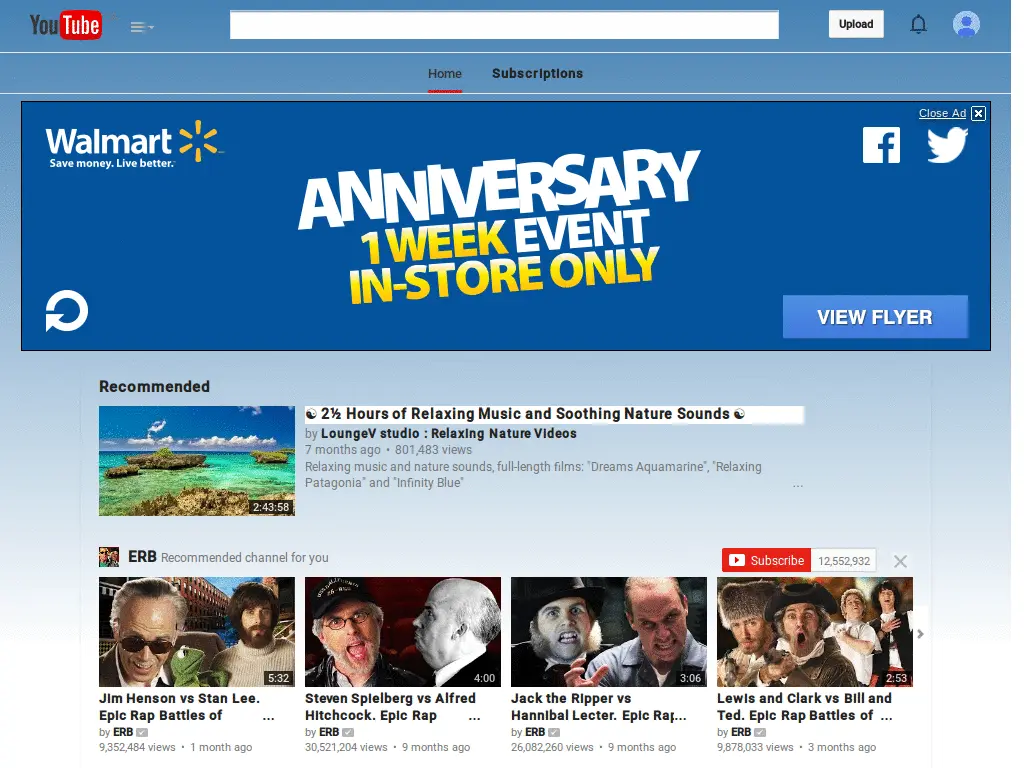 YouTube
Upload
Home Subscriptions
Close Ad
Walmart
Save money. Live better.
ANNIVERSARY
1 WEEK EVENT
IN-STORE ONLY
VIEW FLYER
Recommended
☯ 2½ Hours of Relaxing Music and Soothing Nature Sounds ☯
by LoungeV studio : Relaxing Nature Videos
7 months ago • 801,483 views
Relaxing music and nature sounds, full-length films: "Dreams Aquamarine", "Relaxing
Patagonia" and "Infinity Blue" ...
2:43:58
ERB Recommended channel for you
Subscribe 12,552,932
5:32
Jim Henson vs Stan Lee.
Epic Rap Battles of ...
by ERB
9,352,484 views • 1 month ago
4:00
Steven Spielberg vs Alfred
Hitchcock. Epic Rap ...
by ERB
30,521,204 views • 9 months ago
3:06
Jack the Ripper vs
Hannibal Lecter. Epic Rap...
by ERB
26,082,260 views • 9 months ago
2:53
Lewis and Clark vs Bill and
Ted. Epic Rap Battles of ...
by ERB
9,878,033 views • 3 months ago